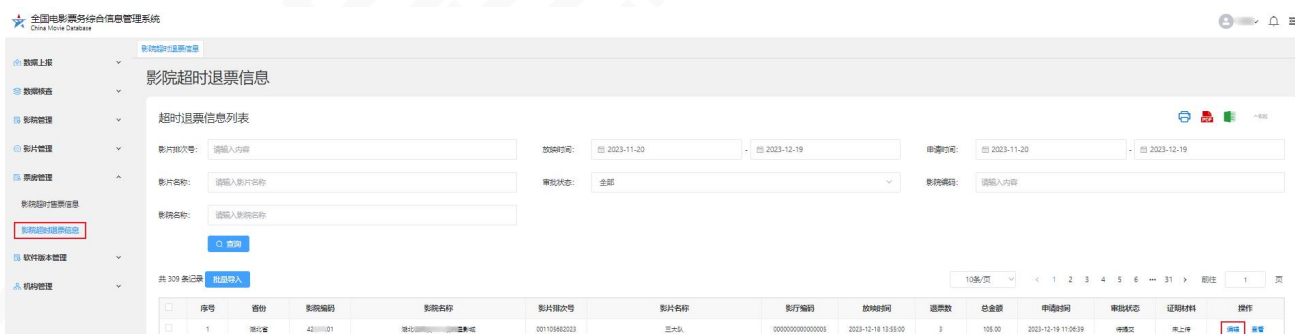 全国电影票务综合信息管理系统
China Movie Database
影院超时退票信息
数据上报
数据核查
影院管理
影片管理
票房管理
影院超时售票信息
影院超时退票信息
软件版本管理
机构管理
影院超时退票信息
超时退票信息列表
影片排次号: 请输入内容 放映时间: 2023-11-20 - 2023-12-19 申请时间: 2023-11-20 - 2023-12-19
影片名称: 请输入影片名称 审批状态: 全部 影院编码: 请输入内容
影院名称: 请输入影院名称
查询
共 309 条记录 批量导入 10条/页 < 1 2 3 4 5 6 ... 31 > 前往 1 页
序号 省份 影院编码 影院名称 影片排次号 影片名称 影厅编码 放映时间 退票数 总金额 申请时间 审批状态 证明材料 操作
1 湖北省 42 01 湖北 影城 001105682023 三大队 0000000000000005 2023-12-18 13:55:00 3 105.00 2023-12-19 11:06:39 待提交 未上传 编辑 查看